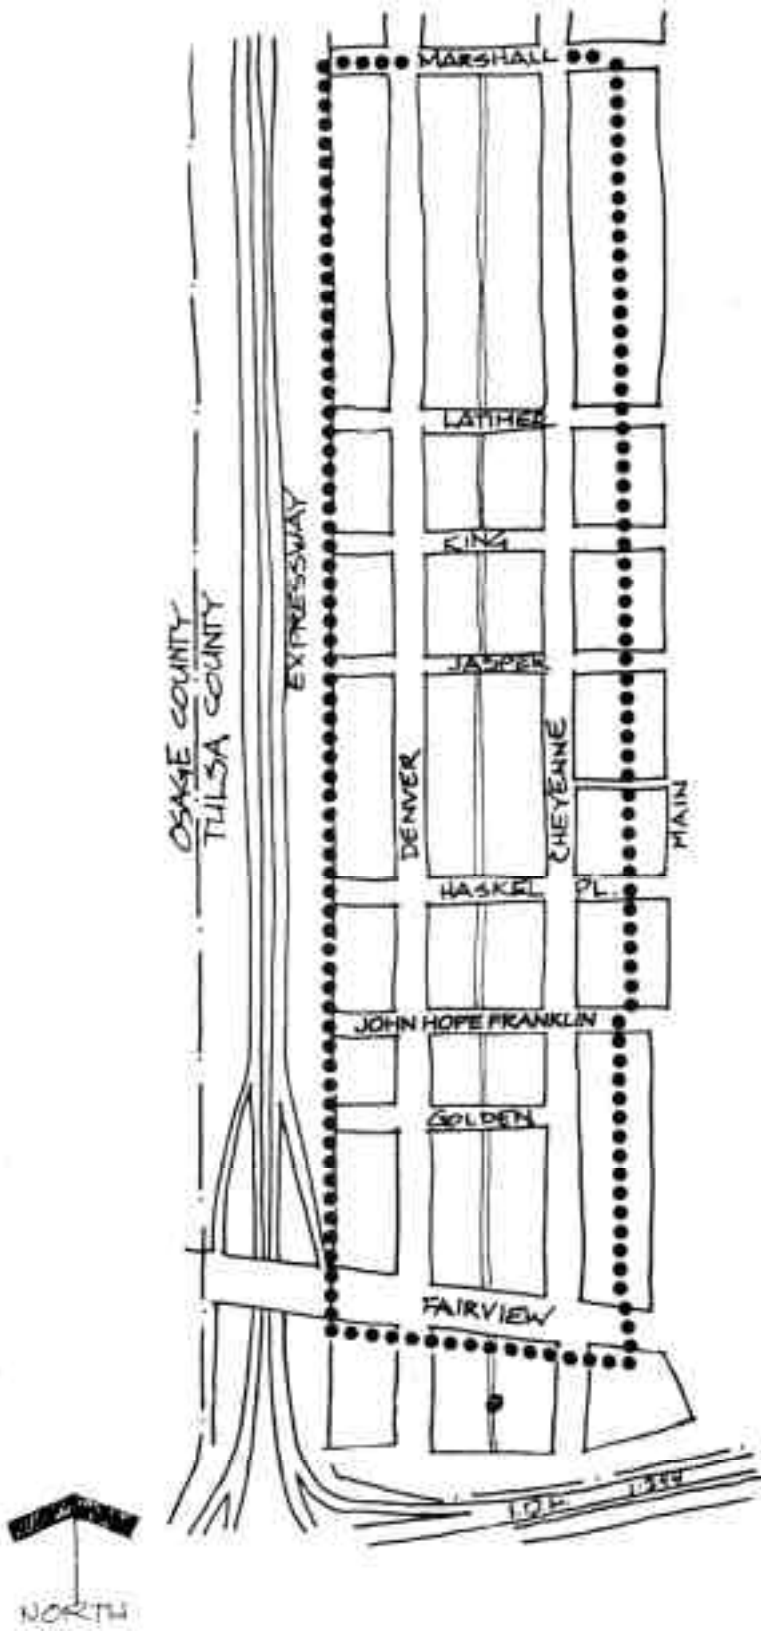 MARSHALL
LATIMER
KING
EXPRESSWAY
JASPER
OSAGE COUNTY
TULSA COUNTY
DENVER
CHEYENNE
MAIN
HASKEL PL.
JOHN HOPE FRANKLIN
GOLDEN
FAIRVIEW
I.D.L. I-244
NORTH